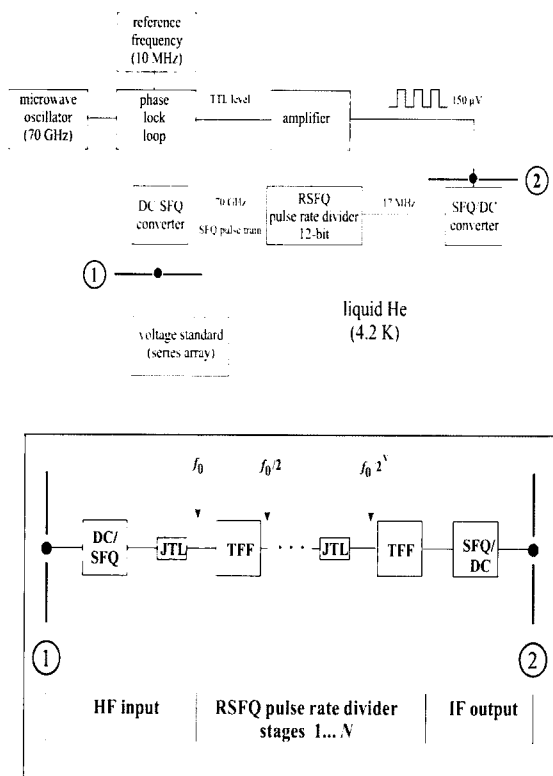 reference
frequency
(10 MHz)
microwave
oscillator
(70 GHz)
phase
lock
loop
TTL level
amplifier
150 μV
2
DC SFQ
converter
70 GHz
SFQ pulse train
RSFQ
pulse rate divider
12-bit
17 MHz
SFQ/DC
converter
1
voltage standard
(series array)
liquid He
(4.2 K)
f₀
f₀/2
f₀/2ᴺ
DC/
SFQ
JTL
TFF
· · ·
JTL
TFF
SFQ/
DC
1
2
HF input
RSFQ pulse rate divider
stages 1... N
IF output